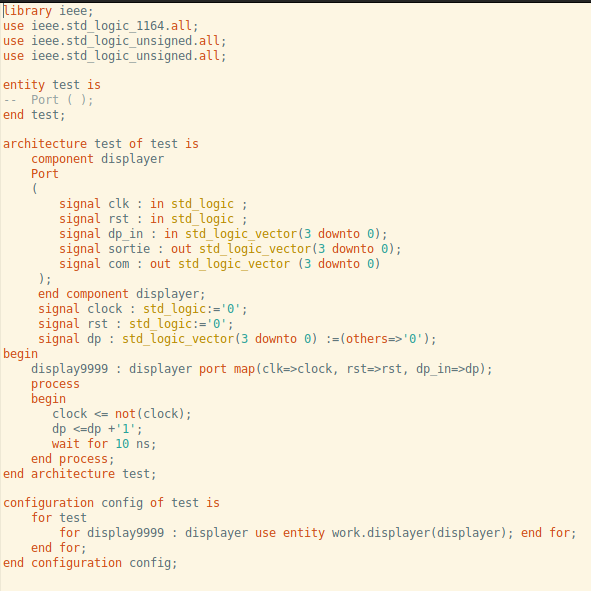 library ieee;
use ieee.std_logic_1164.all;
use ieee.std_logic_unsigned.all;
use ieee.std_logic_unsigned.all;

entity test is
--  Port ( );
end test;

architecture test of test is
    component displayer
    Port
    (
        signal clk : in std_logic ;
        signal rst : in std_logic ;
        signal dp_in : in std_logic_vector(3 downto 0);
        signal sortie : out std_logic_vector(3 downto 0);
        signal com : out std_logic_vector (3 downto 0)
     );
     end component displayer;
     signal clock : std_logic:='0';
     signal rst : std_logic:='0';
     signal dp : std_logic_vector(3 downto 0) :=(others=>'0');
begin
    display9999 : displayer port map(clk=>clock, rst=>rst, dp_in=>dp);
    process
    begin
       clock <= not(clock);
       dp <=dp +'1';
       wait for 10 ns;
    end process;
end architecture test;

configuration config of test is
    for test
        for display9999 : displayer use entity work.displayer(displayer); end for;
    end for;
end configuration config;